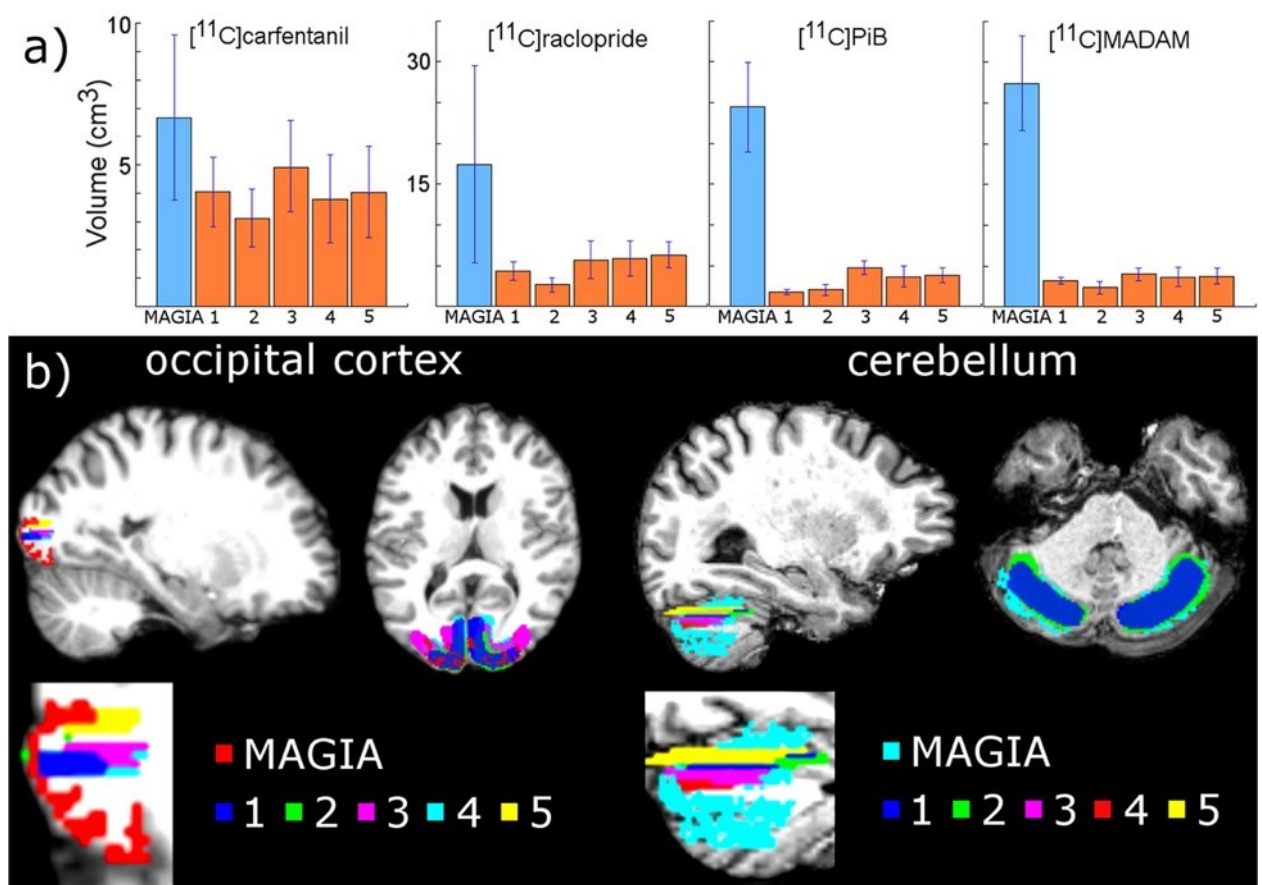 a)
[¹¹C]carfentanil
[¹¹C]raclopride
[¹¹C]PiB
[¹¹C]MADAM
Volume (cm³)
10
5
30
15
MAGIA 1 2 3 4 5
MAGIA 1 2 3 4 5
MAGIA 1 2 3 4 5
MAGIA 1 2 3 4 5
b)
occipital cortex
cerebellum
MAGIA
1 2 3 4 5
MAGIA
1 2 3 4 5